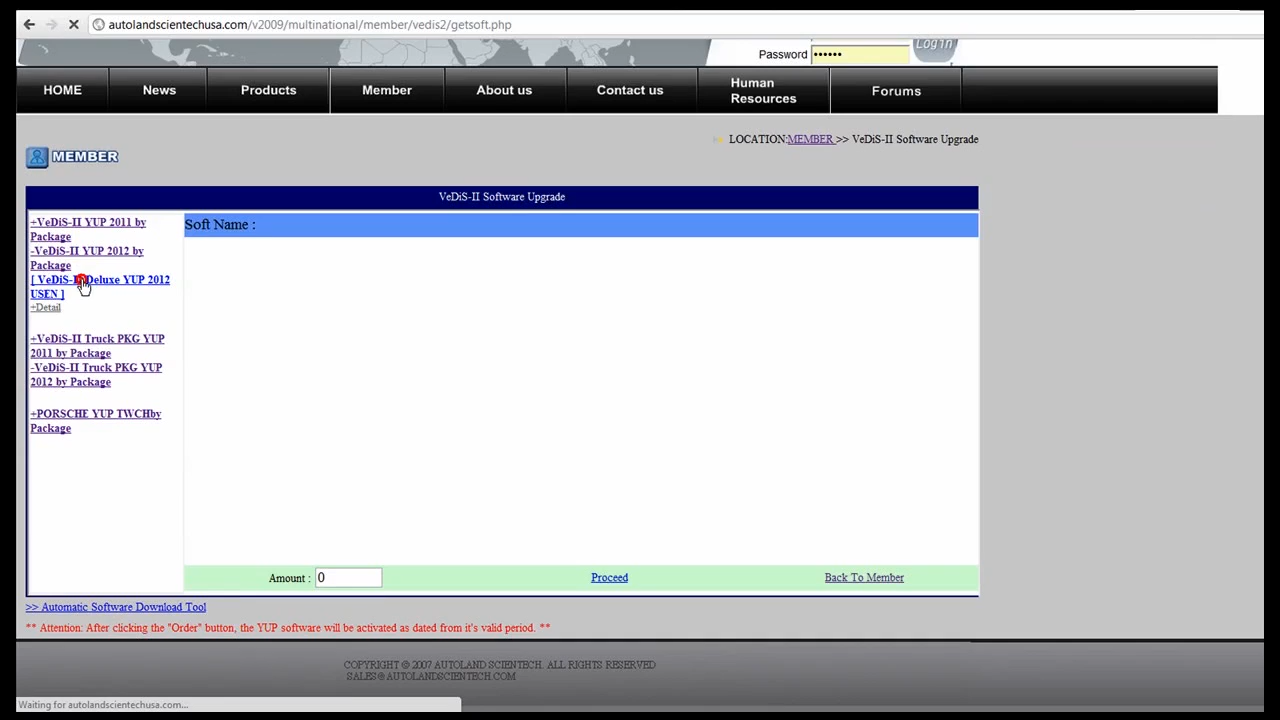 autolandscientechusa.com/v2009/multinational/member/vedis2/getsoft.php
Log in
Password ••••••
HOME News Products Member About us Contact us Human Resources Forums
LOCATION:MEMBER >> VeDiS-II Software Upgrade
MEMBER
VeDiS-II Software Upgrade
+VeDiS-II YUP 2011 by
Package
-VeDiS-II YUP 2012 by
Package
[ VeDiS-II Deluxe YUP 2012
USEN ]
+Detail
+VeDiS-II Truck PKG YUP
2011 by Package
-VeDiS-II Truck PKG YUP
2012 by Package
+PORSCHE YUP TWCHby
Package
Soft Name :
Amount : 0 Proceed Back To Member
>> Automatic Software Download Tool
** Attention: After clicking the "Order" button, the YUP software will be activated as dated from it's valid period. **
COPYRIGHT © 2007 AUTOLAND SCIENTECH. ALL RIGHTS RESERVED
SALES@AUTOLANDSCIENTECH.COM
Waiting for autolandscientechusa.com...